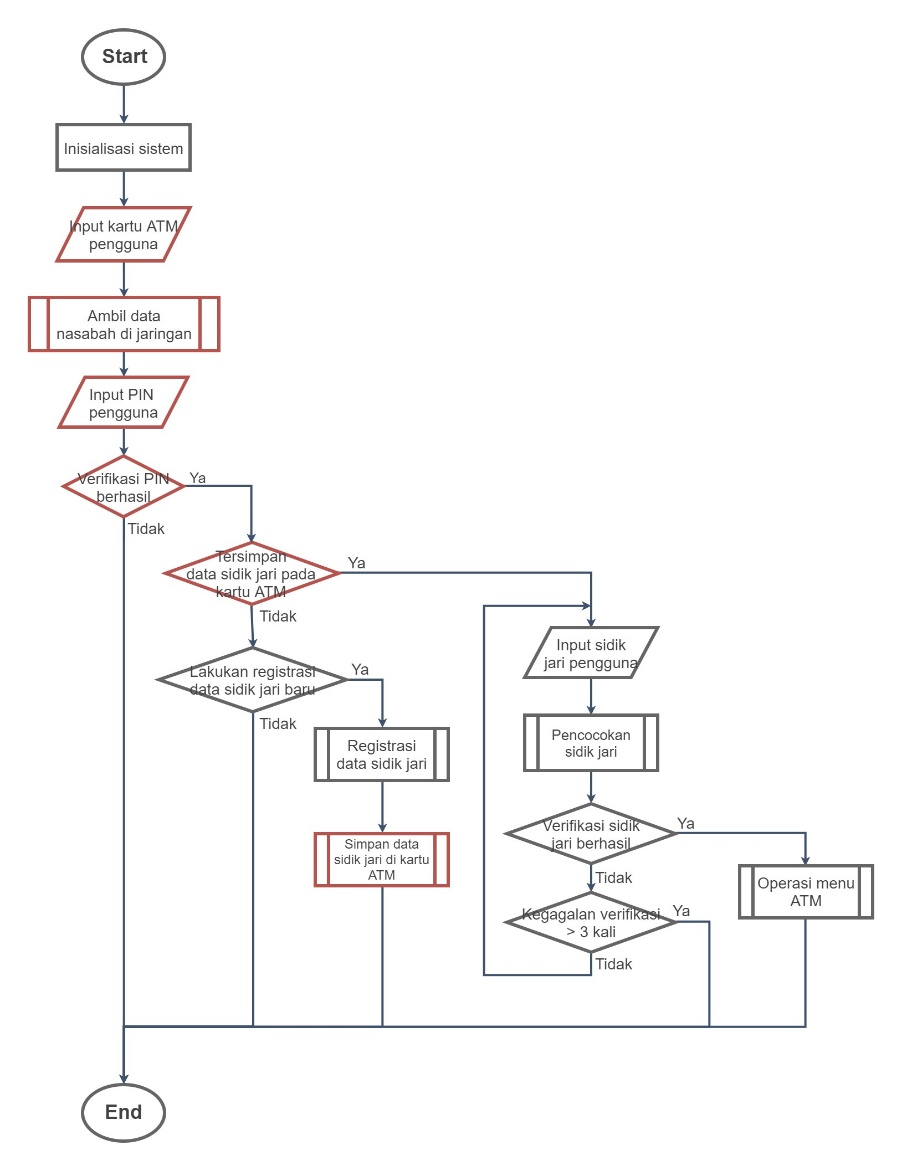 Start
Inisialisasi sistem
Input kartu ATM
pengguna
Ambil data
nasabah di jaringan
Input PIN
pengguna
Verifikasi PIN
berhasil
Ya
Tidak
Tersimpan
data sidik jari pada
kartu ATM
Ya
Tidak
Lakukan registrasi
data sidik jari baru
Ya
Tidak
Registrasi
data sidik jari
Simpan data
sidik jari di kartu
ATM
Input sidik
jari pengguna
Pencocokan
sidik jari
Verifikasi sidik
jari berhasil
Ya
Tidak
Operasi menu
ATM
Kegagalan verifikasi
> 3 kali
Ya
Tidak
End